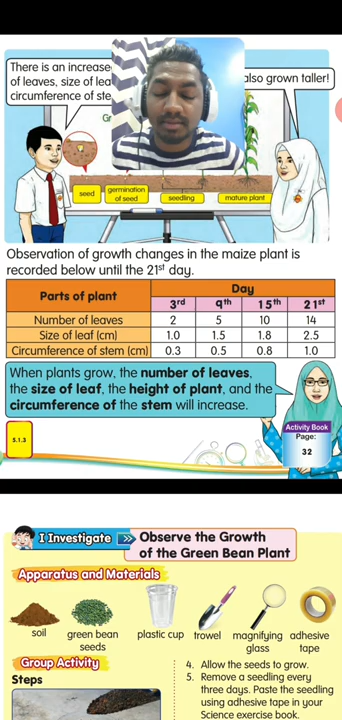 There is an increase
of leaves, size of lea
circumference of ste
also grown taller!
Gr
seed
germination
of seed
seedling
mature plant
Observation of growth changes in the maize plant is
recorded below until the 21st day.
Parts of plant Day
3rd 9th 15th 21st
Number of leaves 2 5 10 14
Size of leaf (cm) 1.0 1.5 1.8 2.5
Circumference of stem (cm) 0.3 0.5 0.8 1.0
When plants grow, the number of leaves,
the size of leaf, the height of plant, and the
circumference of the stem will increase.
5.1.3
Activity Book
Page:
32
I Investigate Observe the Growth
of the Green Bean Plant
Apparatus and Materials
soil
green bean
seeds
plastic cup
trowel
magnifying
glass
adhesive
tape
Group Activity
Steps
4. Allow the seeds to grow.
5. Remove a seedling every
three days. Paste the seedling
using adhesive tape in your
Science exercise book.